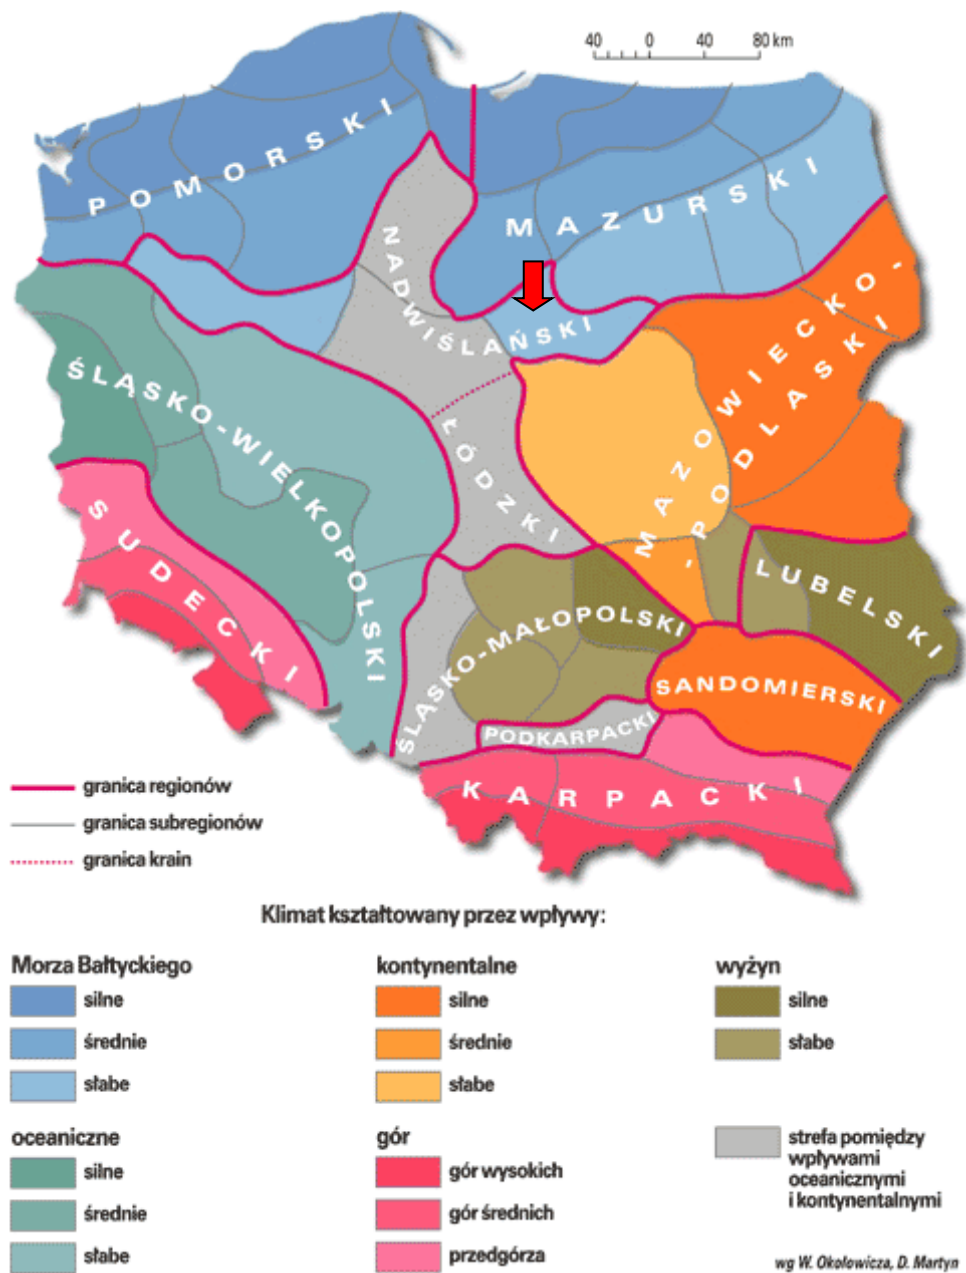 40 0 40 80 km
POMORSKI
MAZURSKI
NADWIŚLAŃSKI
MAZOWIECKO-
-PODLASKI
ŚLĄSKO-WIELKOPOLSKI
ŁÓDZKI
SUDECKI
LUBELSKI
ŚLĄSKO-MAŁOPOLSKI
SANDOMIERSKI
PODKARPACKI
KARPACKI
granica regionów
granica subregionów
granica krain
Klimat kształtowany przez wpływy:
Morza Bałtyckiego
silne
średnie
słabe
kontynentalne
silne
średnie
słabe
wyżyn
silne
słabe
oceaniczne
silne
średnie
słabe
gór
gór wysokich
gór średnich
przedgórza
strefa pomiędzy
wpływami
oceanicznymi
i kontynentalnymi
wg W. Okołowicza, D. Martyn